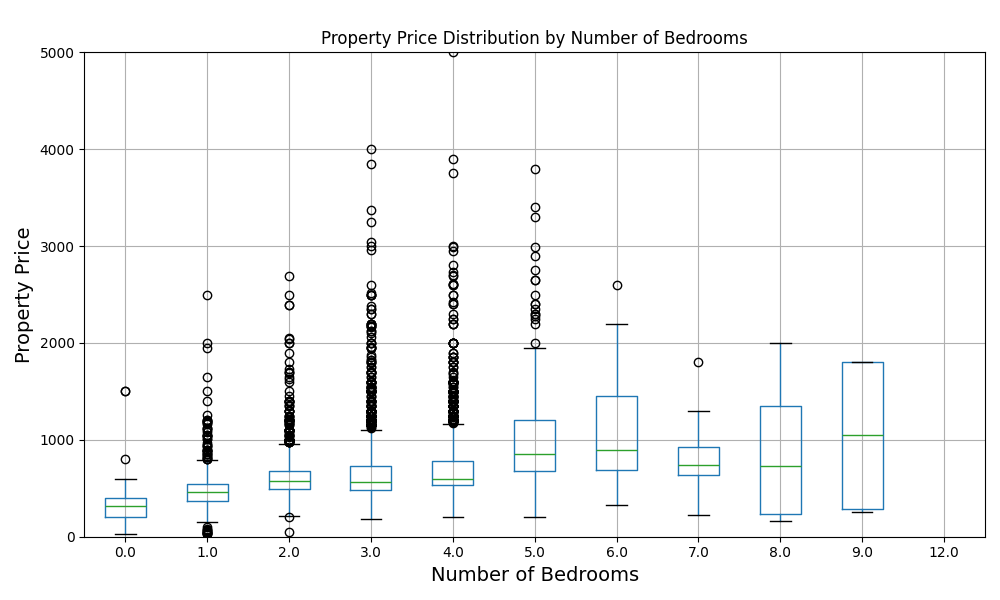 Property Price Distribution by Number of Bedrooms
5000
4000
3000
2000
1000
0
Property Price
0.0 1.0 2.0 3.0 4.0 5.0 6.0 7.0 8.0 9.0 12.0
Number of Bedrooms